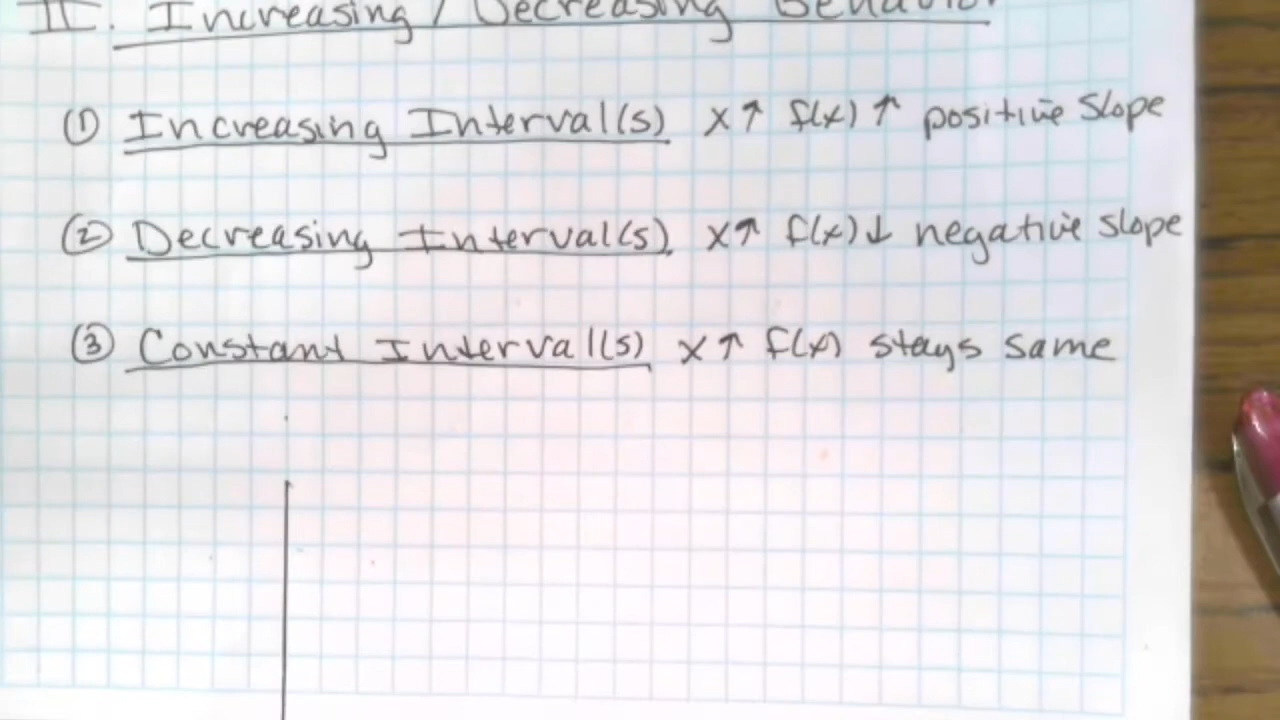 II. Increasing / Decreasing Behavior
① Increasing Interval(s) x↑ f(x)↑ positive Slope
② Decreasing Interval(s) x↑ f(x)↓ negative slope
③ Constant Interval(s) x↑ f(x) stays same